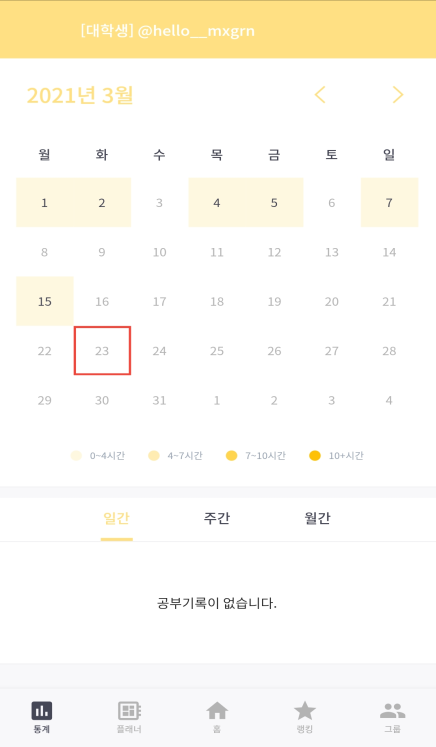 [대학생] @hello__mxgrn
2021년 3월
월 화 수 목 금 토 일
1 2 3 4 5 6 7
8 9 10 11 12 13 14
15 16 17 18 19 20 21
22 23 24 25 26 27 28
29 30 31 1 2 3 4
0~4시간 4~7시간 7~10시간 10+시간
일간 주간 월간
공부기록이 없습니다.
통계 플래너 홈 랭킹 그룹